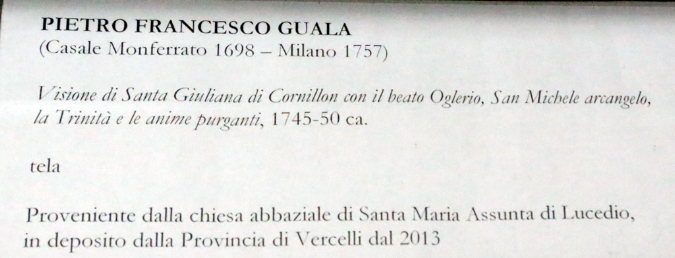 PIETRO FRANCESCO GUALA
(Casale Monferrato 1698 – Milano 1757)
Visione di Santa Giuliana di Cornillon con il beato Oglerio, San Michele arcangelo,
la Trinità e le anime purganti, 1745-50 ca.
tela
Proveniente dalla chiesa abbaziale di Santa Maria Assunta di Lucedio,
in deposito dalla Provincia di Vercelli dal 2013